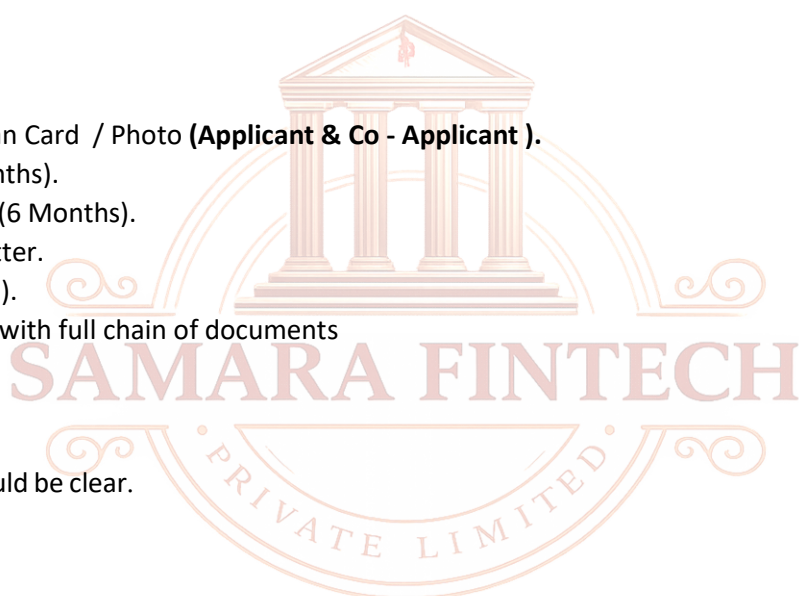 an Card / Photo (Applicant & Co - Applicant ).
nths).
(6 Months).
tter.
).
with full chain of documents
SAMARA FINTECH
uld be clear.
PRIVATE LIMITED